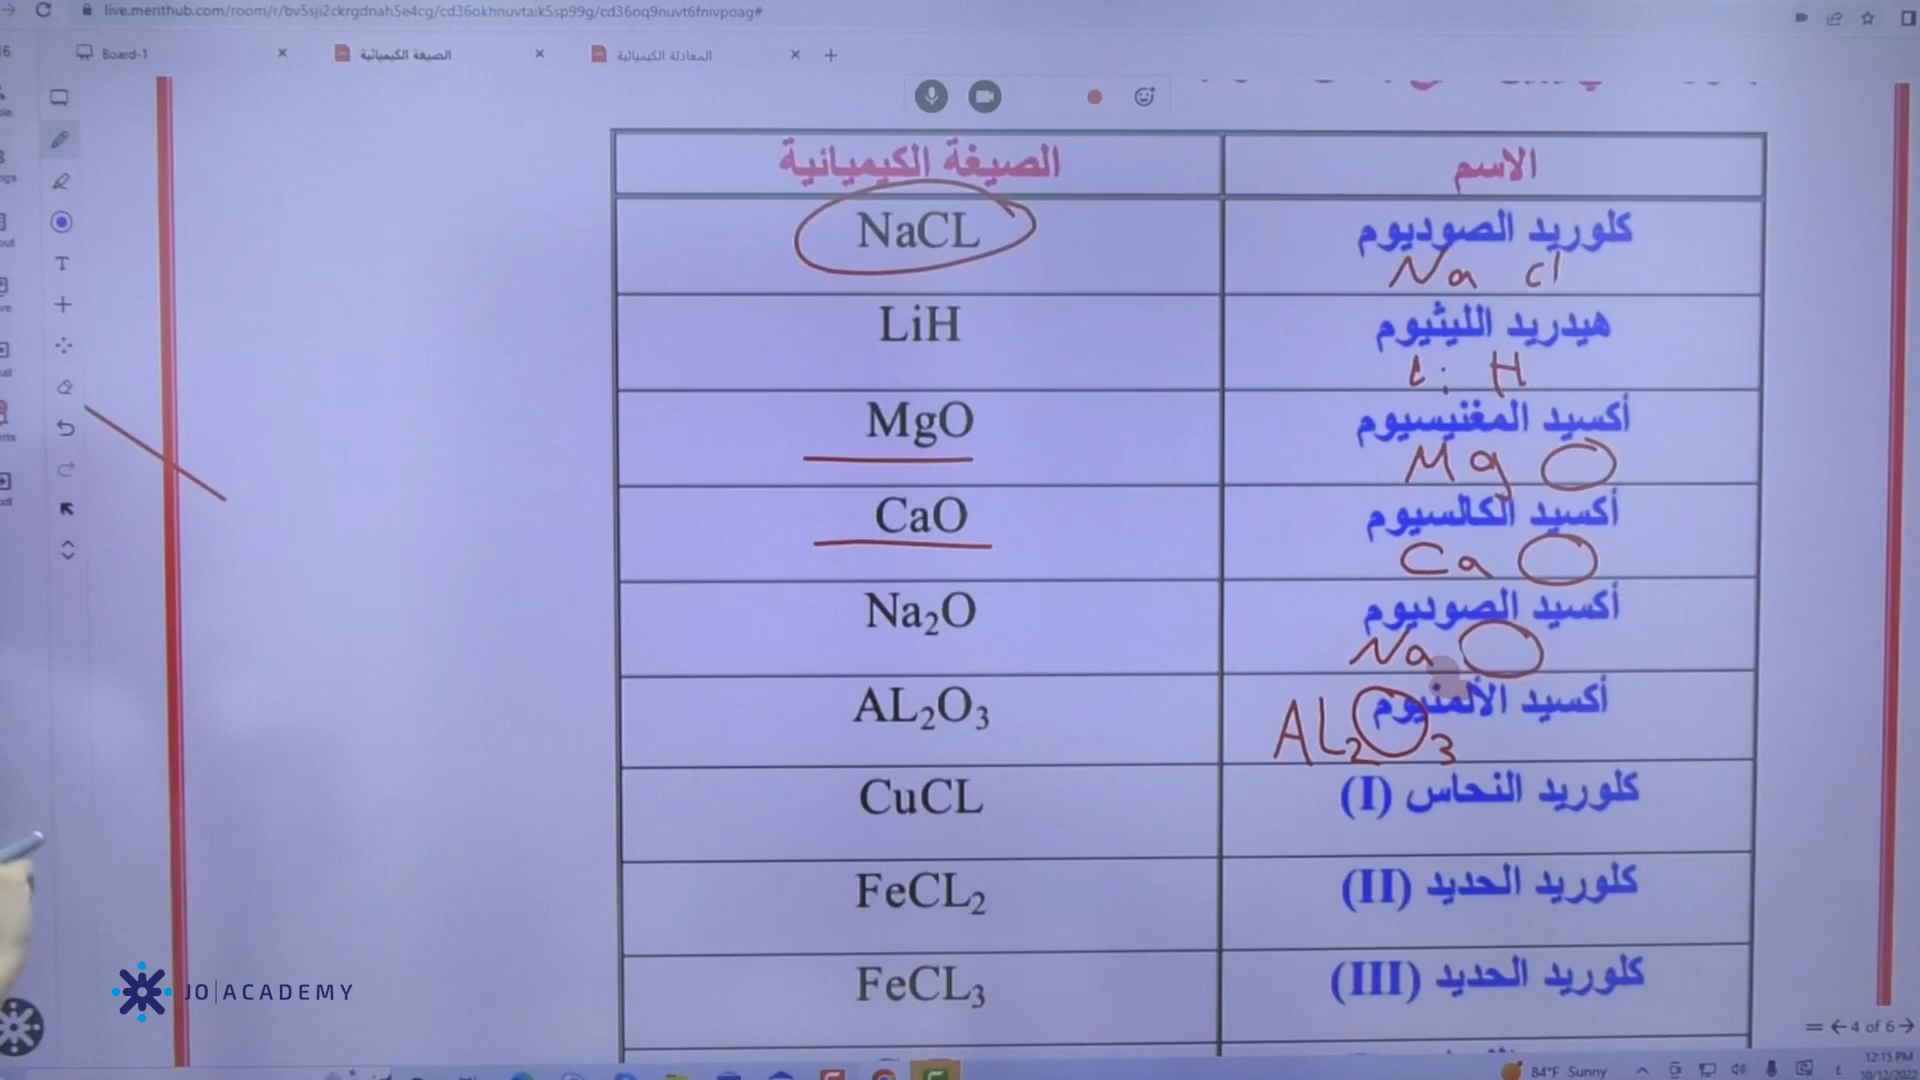 live.merithub.com/room/r/bv5sji2ckrgdnah5e4cg/cd36okhnuvtaik5sp99g/cd36oq9nuvt6fnivpoag#
Board-1
الصيغة الكيميائية
المعادلة الكيميائية
الاسم الصيغة الكيميائية
كلوريد الصوديوم NaCL
Na Cl
هيدريد الليثيوم LiH
Li H
أكسيد المغنيسيوم MgO
Mg O
أكسيد الكالسيوم CaO
Ca O
أكسيد الصوديوم Na₂O
Na O
أكسيد الألمنيوم AL₂O₃
AL₂O₃
كلوريد النحاس (I) CuCL
كلوريد الحديد (II) FeCL₂
كلوريد الحديد (III) FeCL₃
JO ACADEMY
4 of 6
84°F Sunny
12:15 PM
10/12/2022